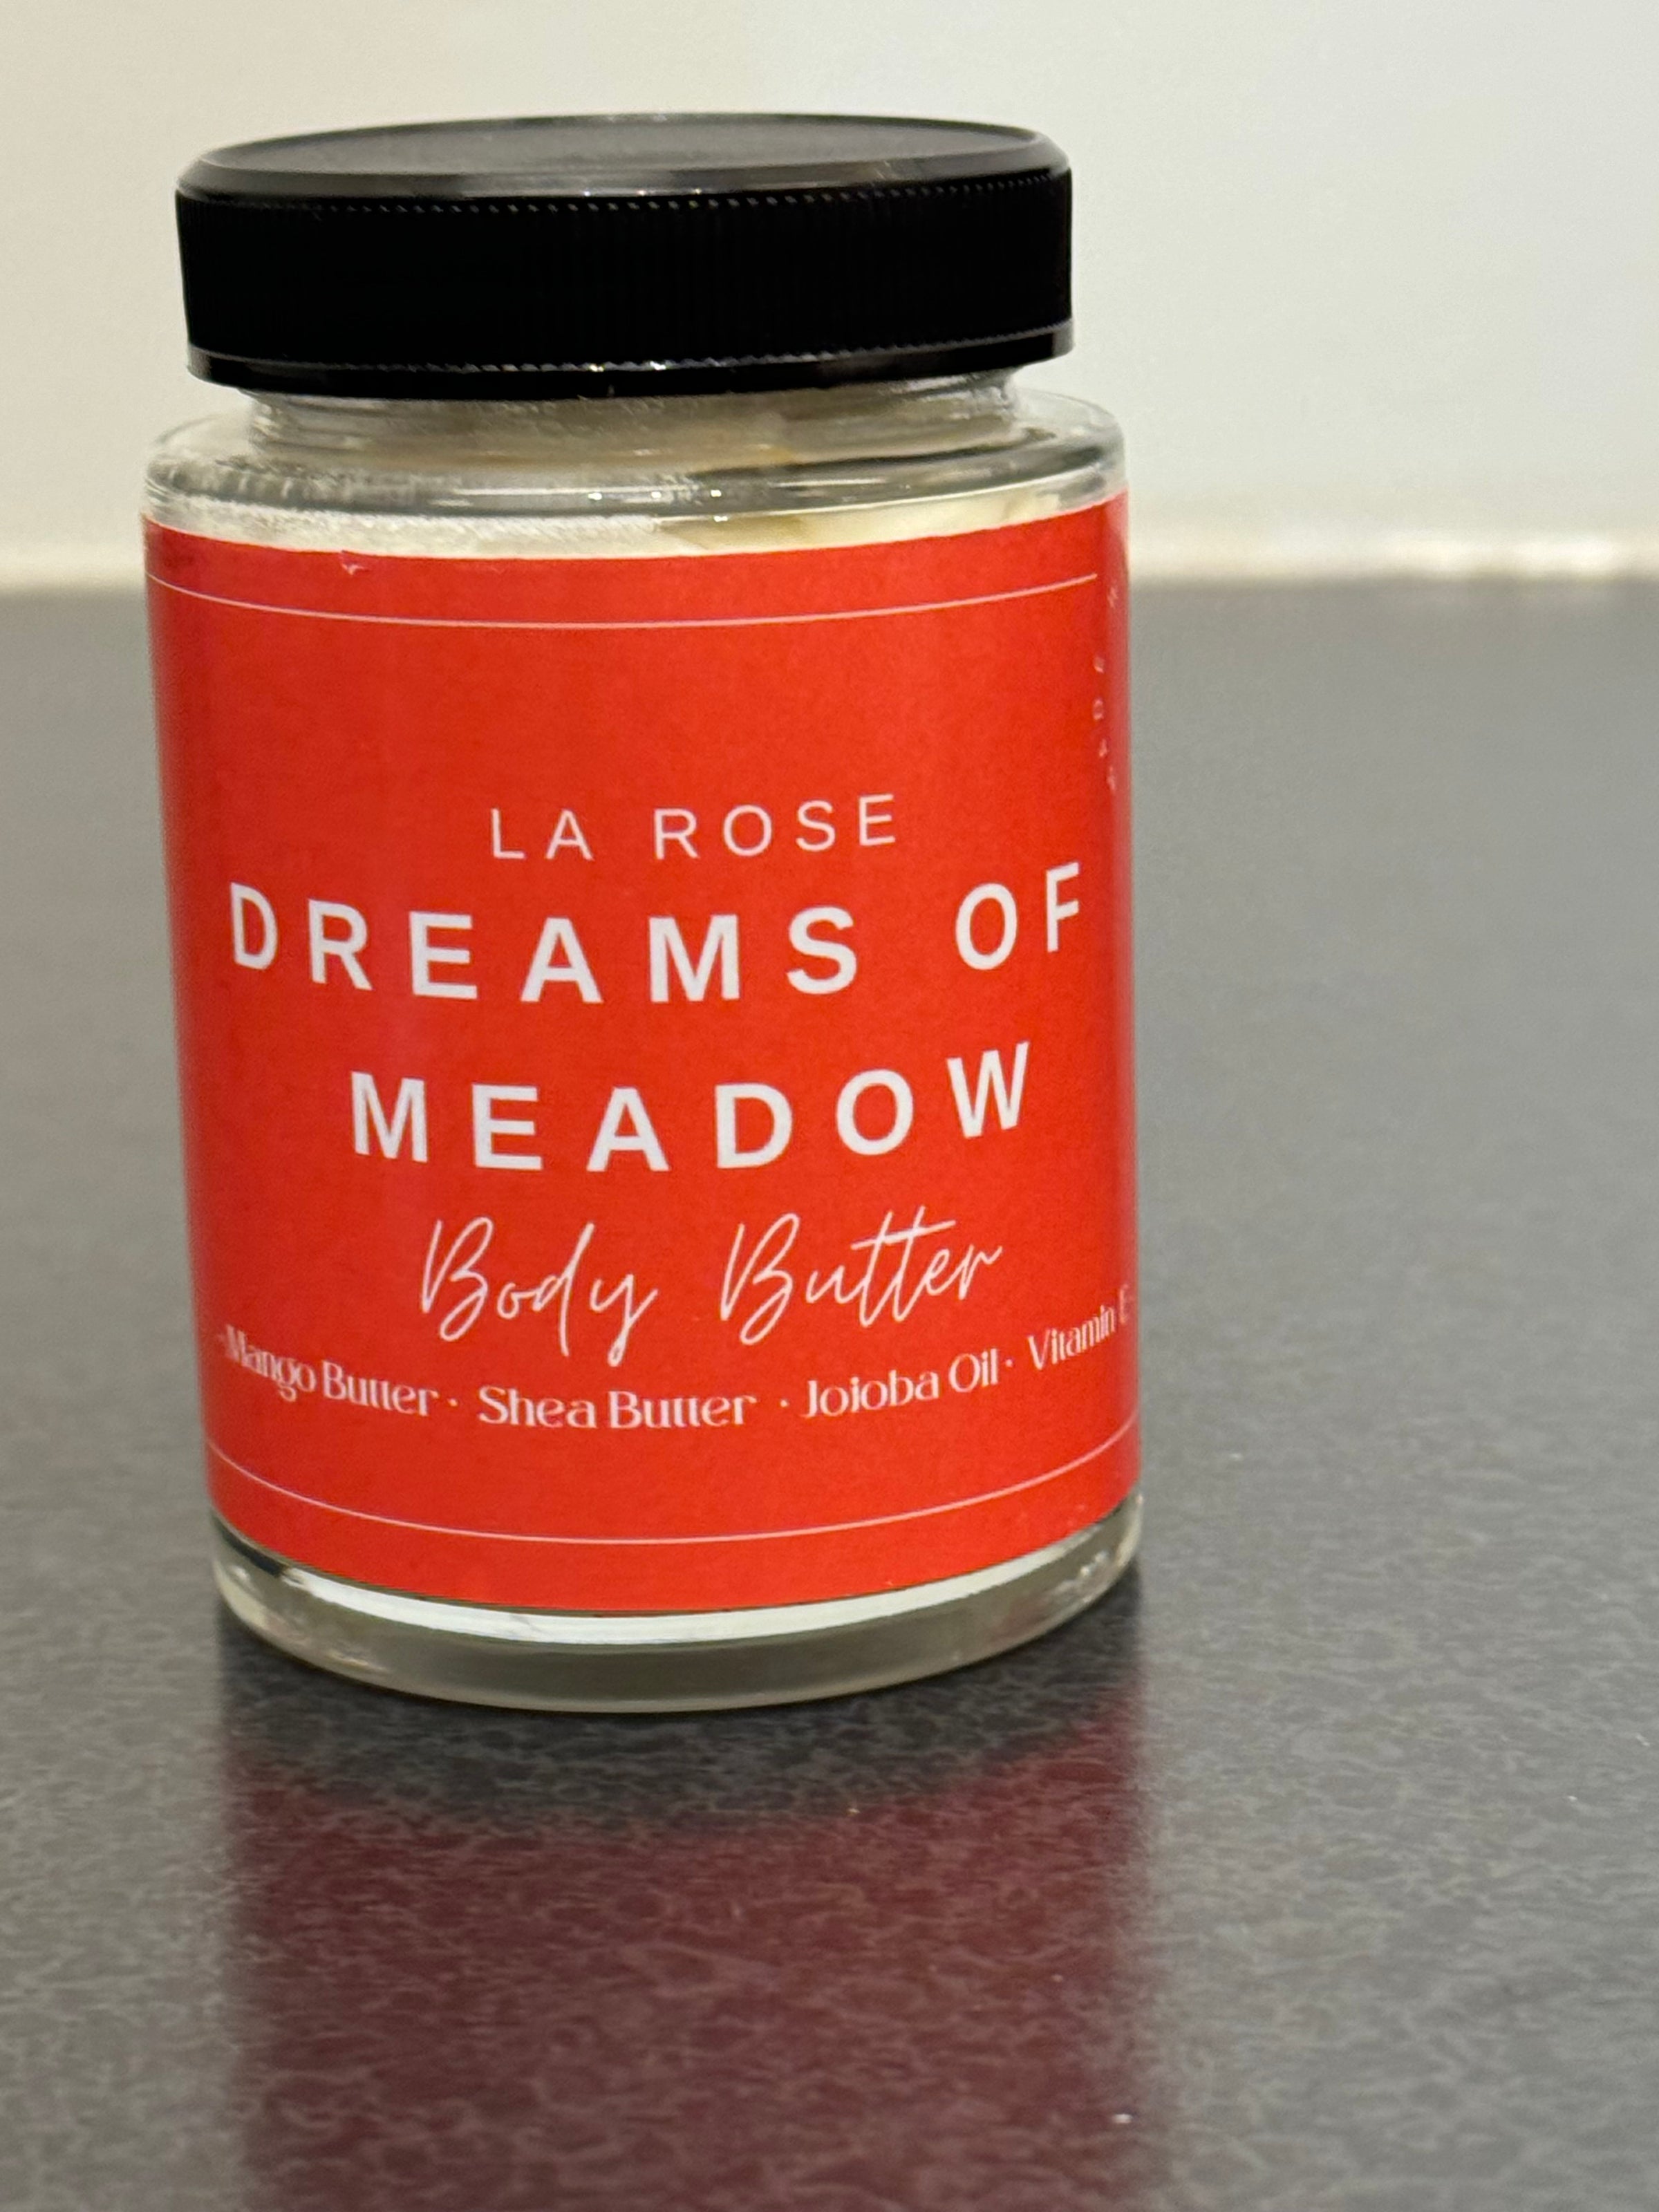 LA ROSE
DREAMS OF
MEADOW
Body Butter
·Mango Butter · Shea Butter · Jojoba Oil · Vitamin E